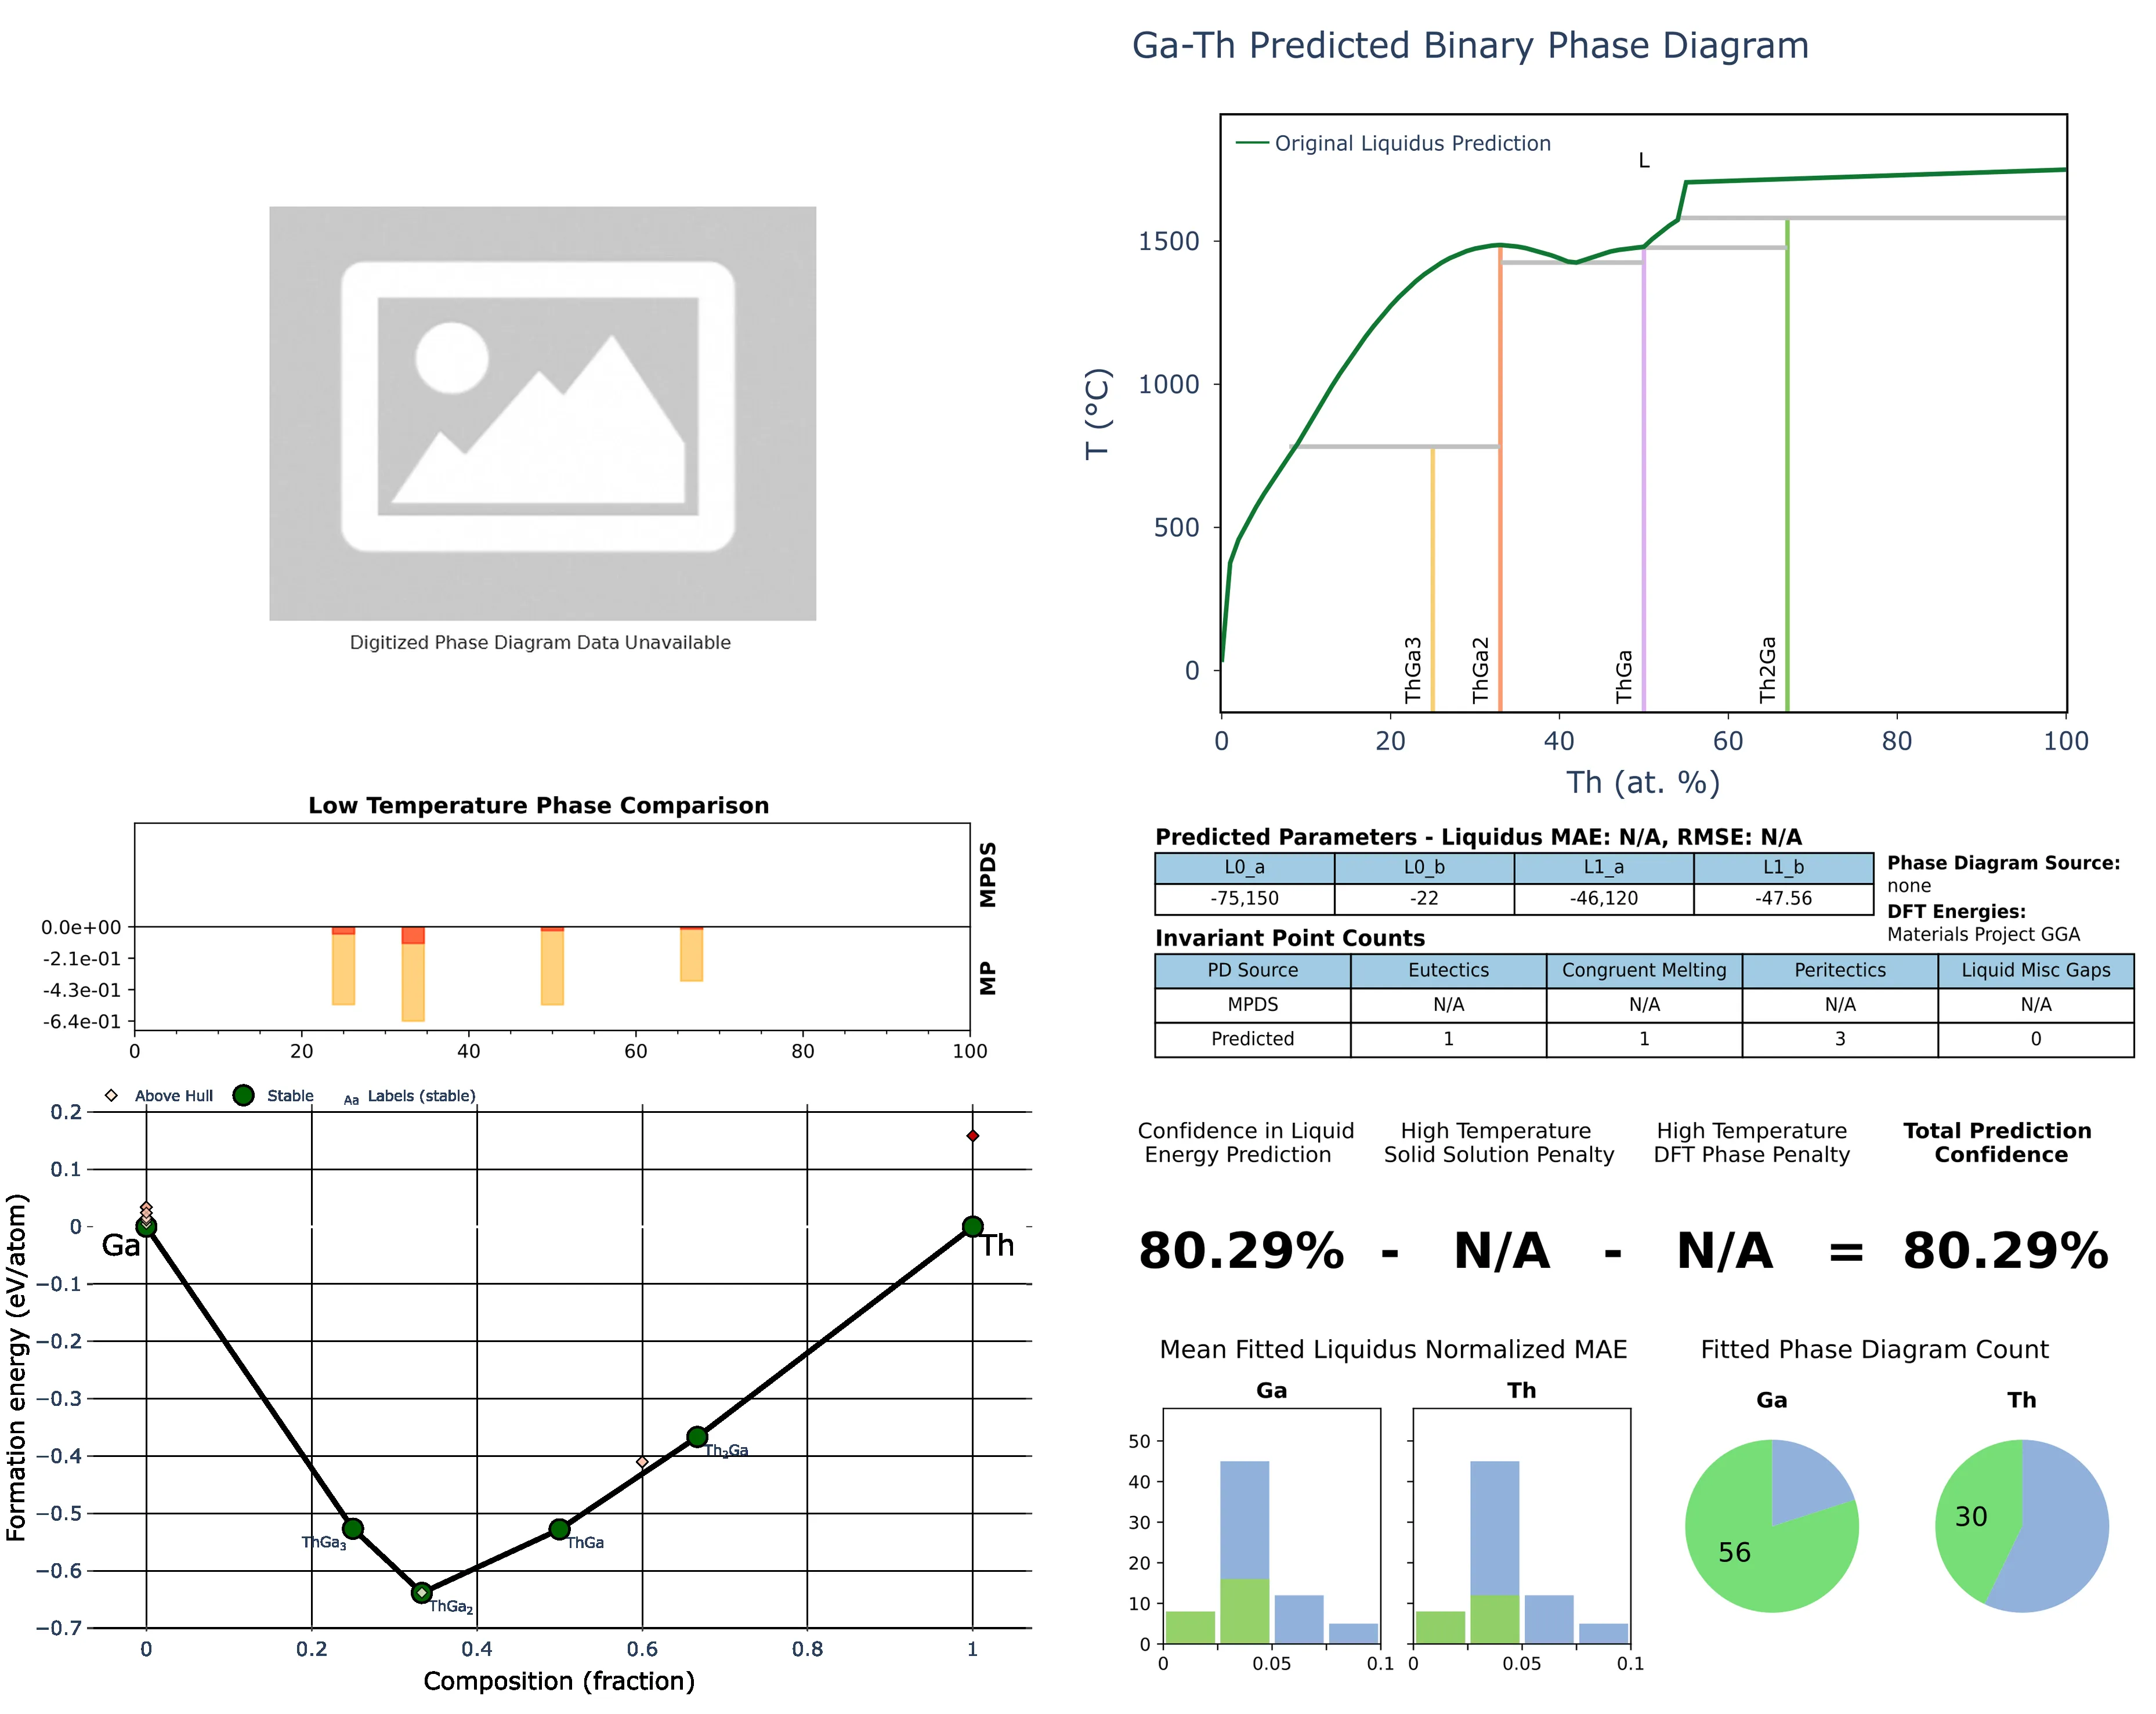 Ga-Th Predicted Binary Phase Diagram
Original Liquidus Prediction
L
1500
1000
500
0
T (°C)
ThGa3
ThGa2
ThGa
Th2Ga
0 20 40 60 80 100
Th (at. %)
Digitized Phase Diagram Data Unavailable
Low Temperature Phase Comparison
MPDS
MP
0.0e+00
-2.1e-01
-4.3e-01
-6.4e-01
0 20 40 60 80 100
Predicted Parameters - Liquidus MAE: N/A, RMSE: N/A
L0_a L0_b L1_a L1_b
-75,150 -22 -46,120 -47.56
Phase Diagram Source:
none
DFT Energies:
Materials Project GGA
Invariant Point Counts
PD Source Eutectics Congruent Melting Peritectics Liquid Misc Gaps
MPDS N/A N/A N/A N/A
Predicted 1 1 3 0
Above Hull Stable Aa Labels (stable)
0.2
0.1
0
−0.1
−0.2
−0.3
−0.4
−0.5
−0.6
−0.7
Formation energy (eV/atom)
Ga
Th
ThGa3
ThGa2
ThGa
Th2Ga
0 0.2 0.4 0.6 0.8 1
Composition (fraction)
Confidence in Liquid Energy Prediction
High Temperature Solid Solution Penalty
High Temperature DFT Phase Penalty
Total Prediction Confidence
80.29% - N/A - N/A = 80.29%
Mean Fitted Liquidus Normalized MAE
Ga Th
50
40
30
20
10
0
0 0.05 0.1 0 0.05 0.1
Fitted Phase Diagram Count
Ga Th
56 30